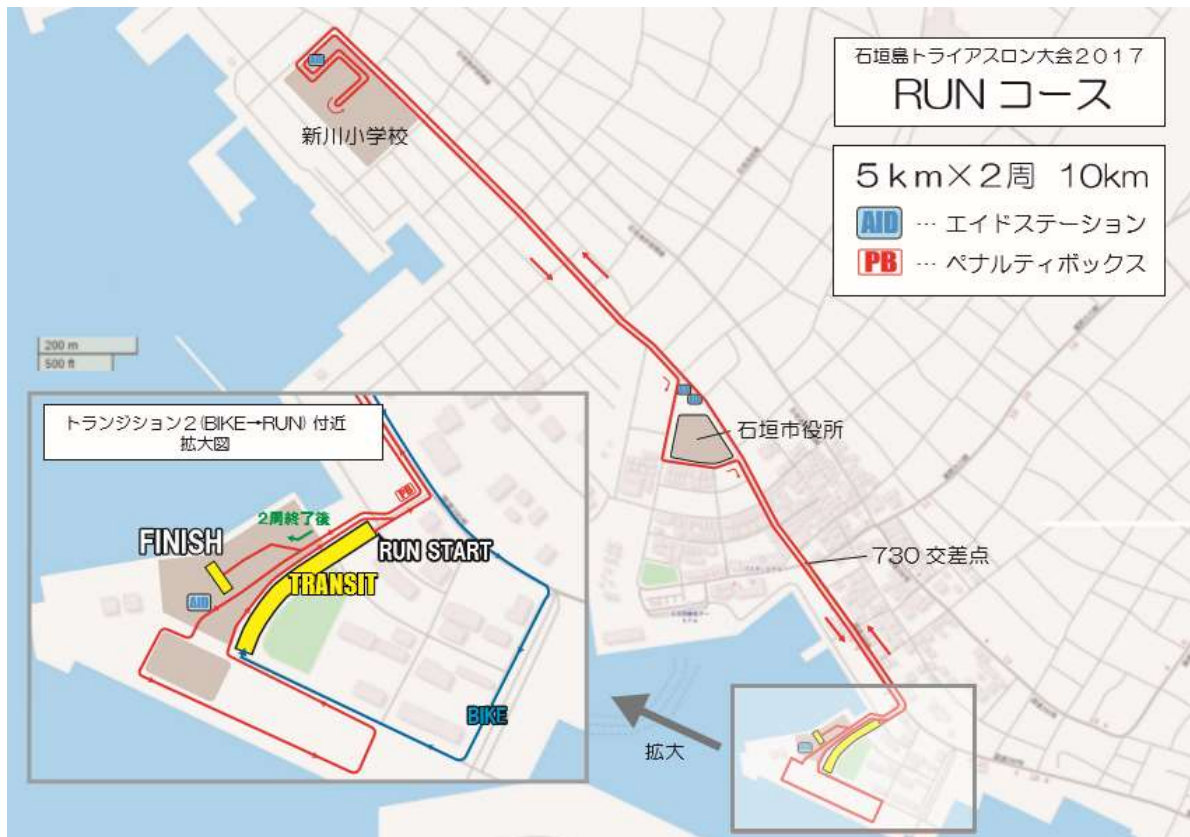 石垣島トライアスロン大会2017
RUN コース
5km×2周 10km
AID … エイドステーション
PB … ペナルティボックス
新川小学校
200 m
500 ft
石垣市役所
730 交差点
拡大
トランジション2(BIKE→RUN)付近
拡大図
PB
2周終了後
FINISH
RUN START
TRANSIT
AID
BIKE